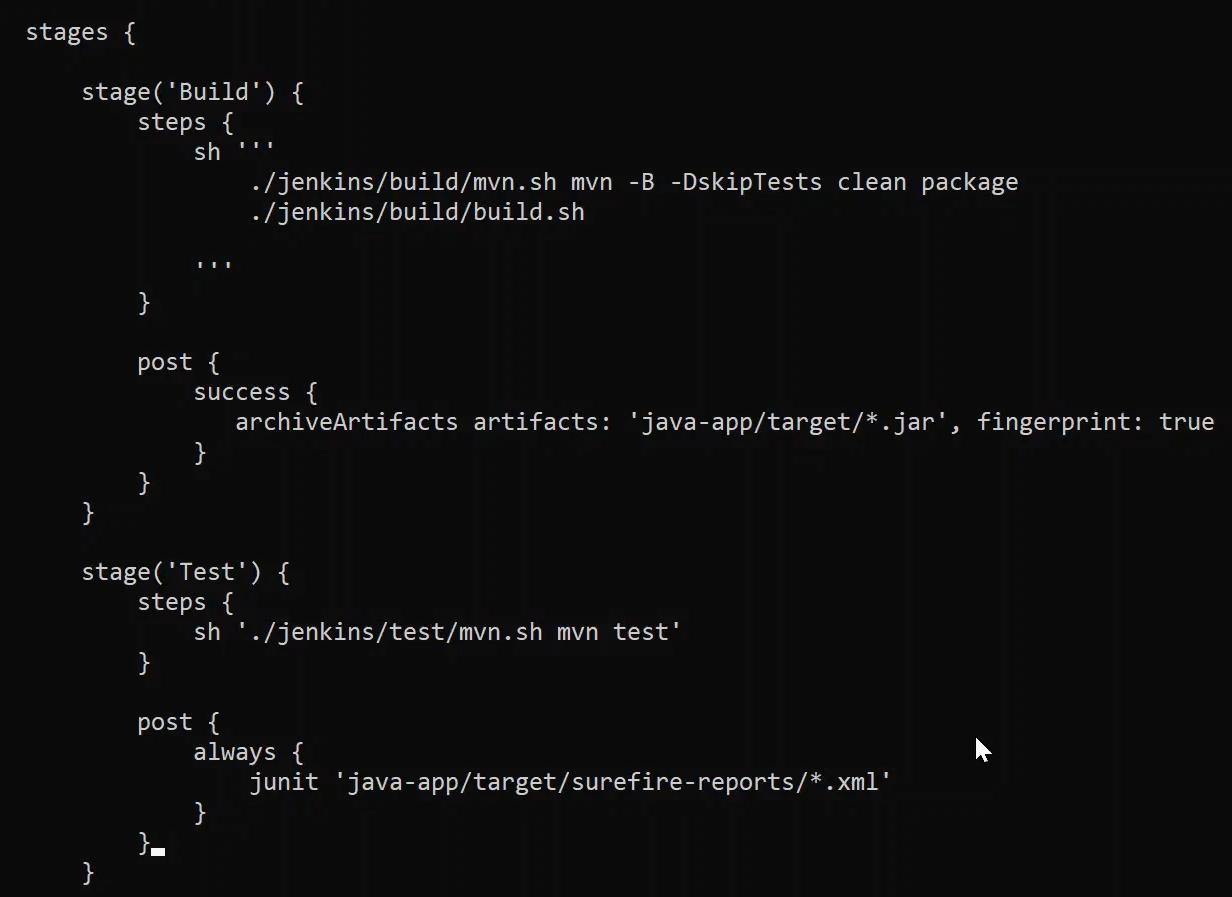 stages {
stage('Build') {
steps {
sh '''
./jenkins/build/mvn.sh mvn -B -DskipTests clean package
./jenkins/build/build.sh
'''
}
post {
success {
archiveArtifacts artifacts: 'java-app/target/*.jar', fingerprint: true
}
}
}
stage('Test') {
steps {
sh './jenkins/test/mvn.sh mvn test'
}
post {
always {
junit 'java-app/target/surefire-reports/*.xml'
}
}
}